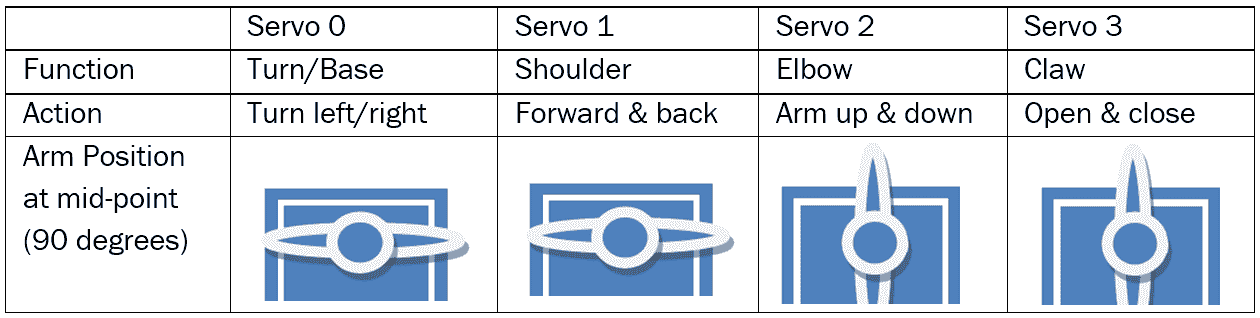 Servo 0 Servo 1 Servo 2 Servo 3
Function Turn/Base Shoulder Elbow Claw
Action Turn left/right Forward & back Arm up & down Open & close
Arm Position
at mid-point
(90 degrees)